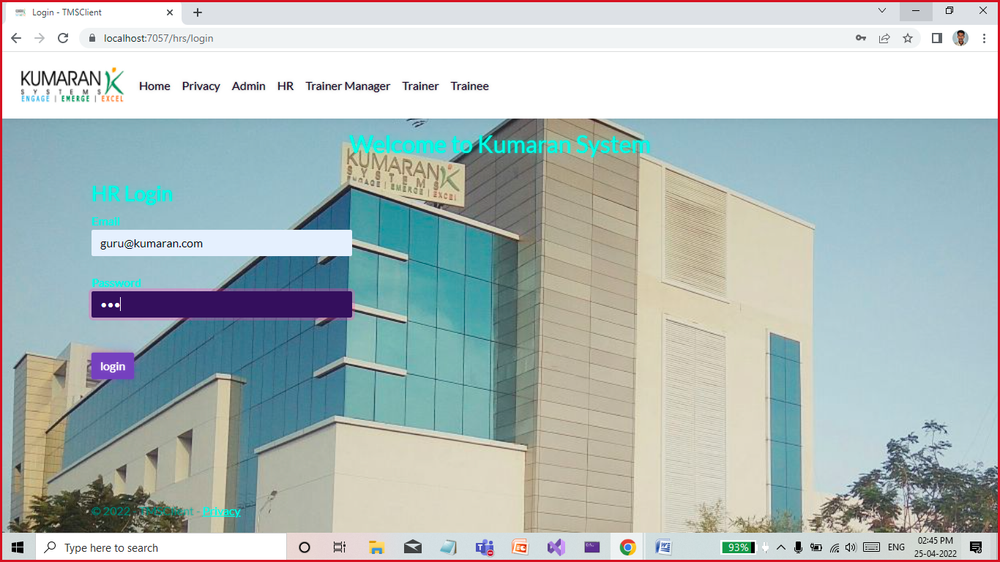 Login - TMSClient
localhost:7057/hrs/login
KUMARAN
SYSTEMS
ENGAGE | EMERGE | EXCEL
Home Privacy Admin HR Trainer Manager Trainer Trainee
Welcome to Kumaran System
KUMARAN
SYSTEMS
ENGAGE | EMERGE | EXCEL
HR Login
Email
guru@kumaran.com
Password
login
© 2022 - TMSClient - Privacy
Type here to search
93%
ENG
02:45 PM
25-04-2022